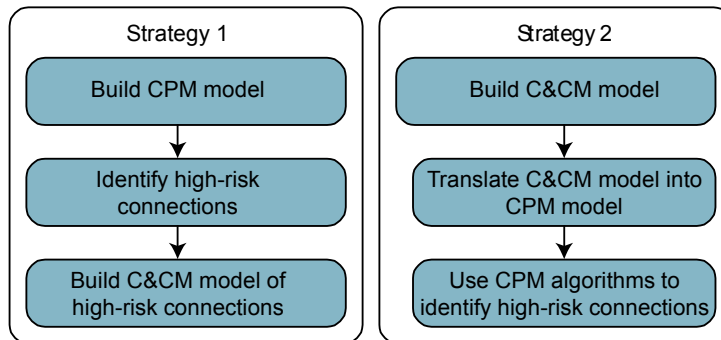 Strategy 1
Build CPM model
Identify high-risk
connections
Build C&CM model of
high-risk connections
Strategy 2
Build C&CM model
Translate C&CM model into
CPM model
Use CPM algorithms to
identify high-risk connections